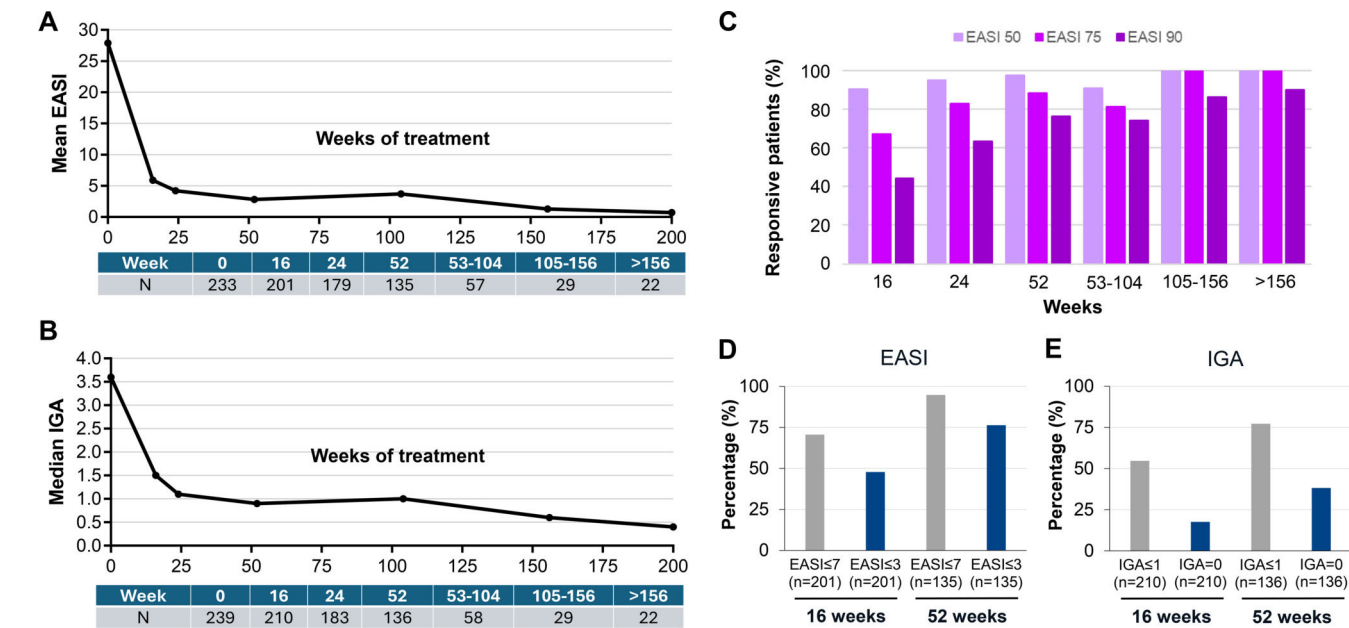 A
Mean EASI
30
25
20
15
10
5
0
Weeks of treatment
0 25 50 75 100 125 150 175 200
Week 0 16 24 52 53-104 105-156 >156
N 233 201 179 135 57 29 22
B
Median IGA
4.0
3.5
3.0
2.5
2.0
1.5
1.0
0.5
0.0
Weeks of treatment
0 25 50 75 100 125 150 175 200
Week 0 16 24 52 53-104 105-156 >156
N 239 210 183 136 58 29 22
C
EASI 50 EASI 75 EASI 90
Responsive patients (%)
100
80
60
40
20
0
16 24 52 53-104 105-156 >156
Weeks
D
EASI
Percentage (%)
100
75
50
25
0
EASI≤7 EASI≤3 EASI≤7 EASI≤3
(n=201) (n=201) (n=135) (n=135)
16 weeks 52 weeks
E
IGA
Percentage (%)
100
75
50
25
0
IGA≤1 IGA=0 IGA≤1 IGA=0
(n=210) (n=210) (n=136) (n=136)
16 weeks 52 weeks